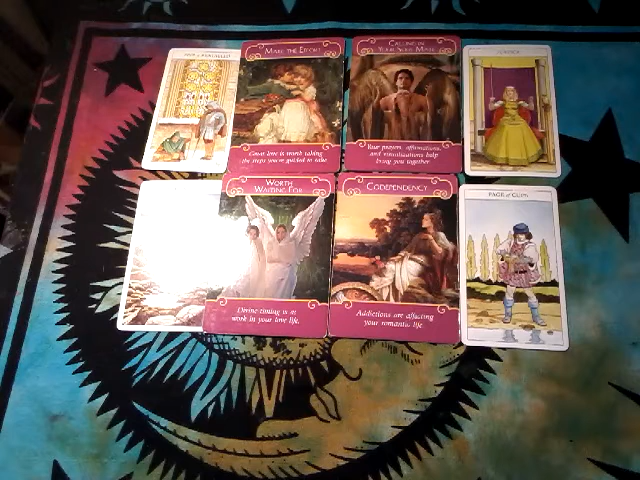 MAKE THE EFFORT
Great love is worth taking
the steps you're guided to take
CALLING IN
YOUR SOUL MATE
Your prayers, affirmations,
and visualizations help
bring you together
JUSTICE
WORTH
WAITING FOR
Divine timing is at
work in your love life.
CODEPENDENCY
Addictions are affecting
your romantic life.
PAGE of CUPS